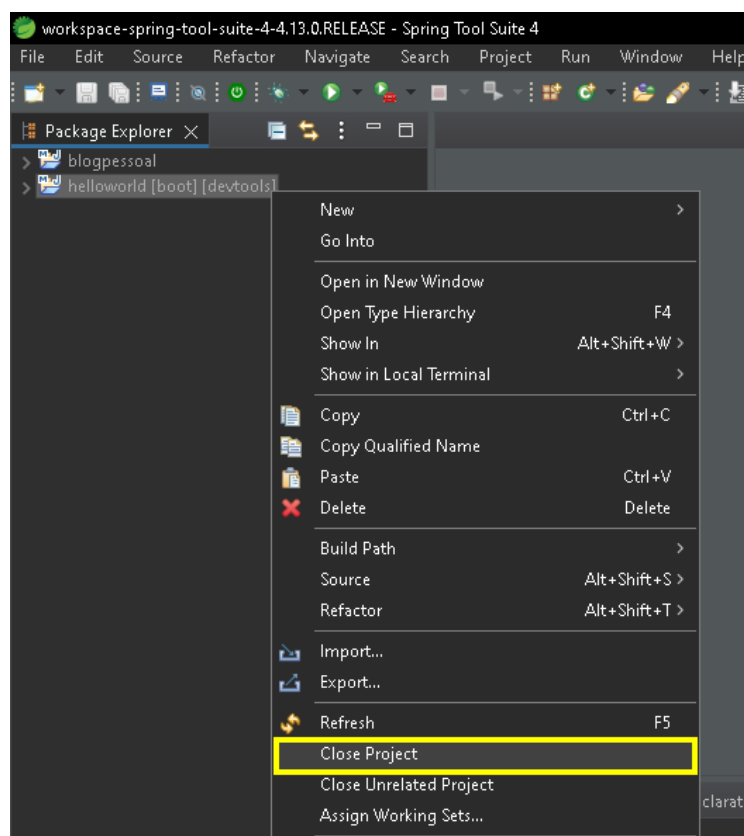 workspace-spring-tool-suite-4-4.13.0.RELEASE - Spring Tool Suite 4
File Edit Source Refactor Navigate Search Project Run Window Help
Package Explorer
blogpessoal
helloworld [boot] [devtools]
New
Go Into
Open in New Window
Open Type Hierarchy F4
Show In Alt+Shift+W
Show in Local Terminal
Copy Ctrl+C
Copy Qualified Name
Paste Ctrl+V
Delete Delete
Build Path
Source Alt+Shift+S
Refactor Alt+Shift+T
Import...
Export...
Refresh F5
Close Project
Close Unrelated Project
clarat
Assign Working Sets...